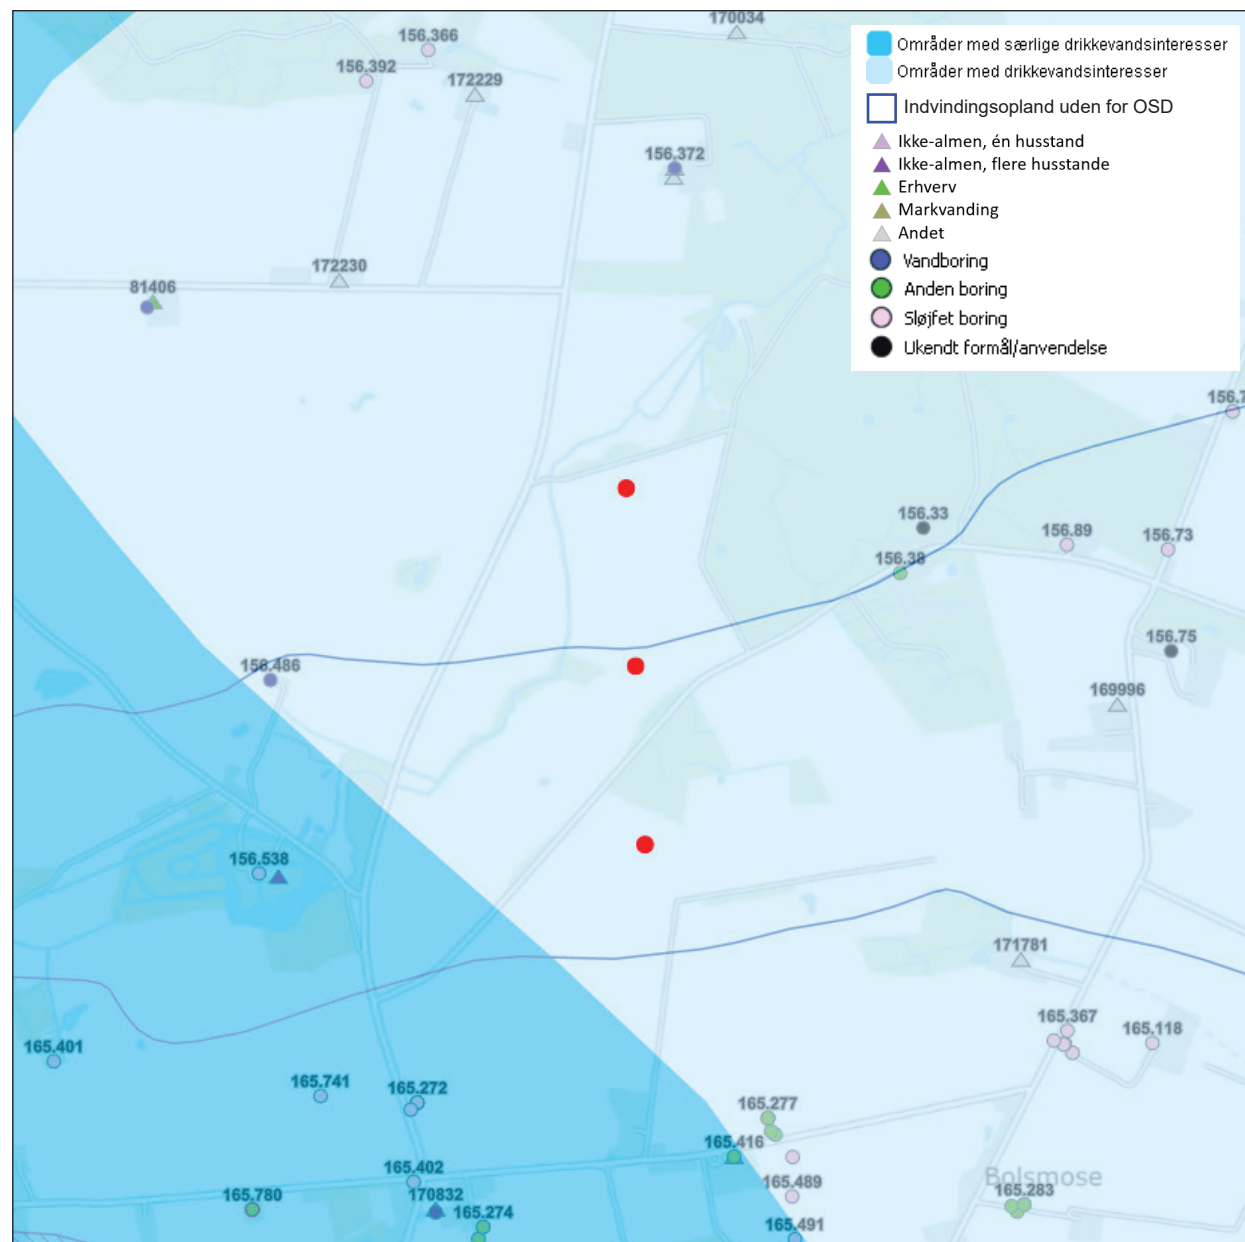 170034
156.366
156.392
172229
156.372
172230
81406
Områder med særlige drikkevandsinteresser
Områder med drikkevandsinteresser
Indvindingsopland uden for OSD
Ikke-almen, én husstand
Ikke-almen, flere husstande
Erhverv
Markvanding
Andet
Vandboring
Anden boring
Sløjfet boring
Ukendt formål/anvendelse
156.7
156.33
156.89
156.73
156.38
156.75
156.486
169996
156.538
171781
165.367
165.118
165.401
165.741
165.272
165.277
165.416
165.402
165.489
Bolsmose
165.780
170832
165.283
165.274
165.491